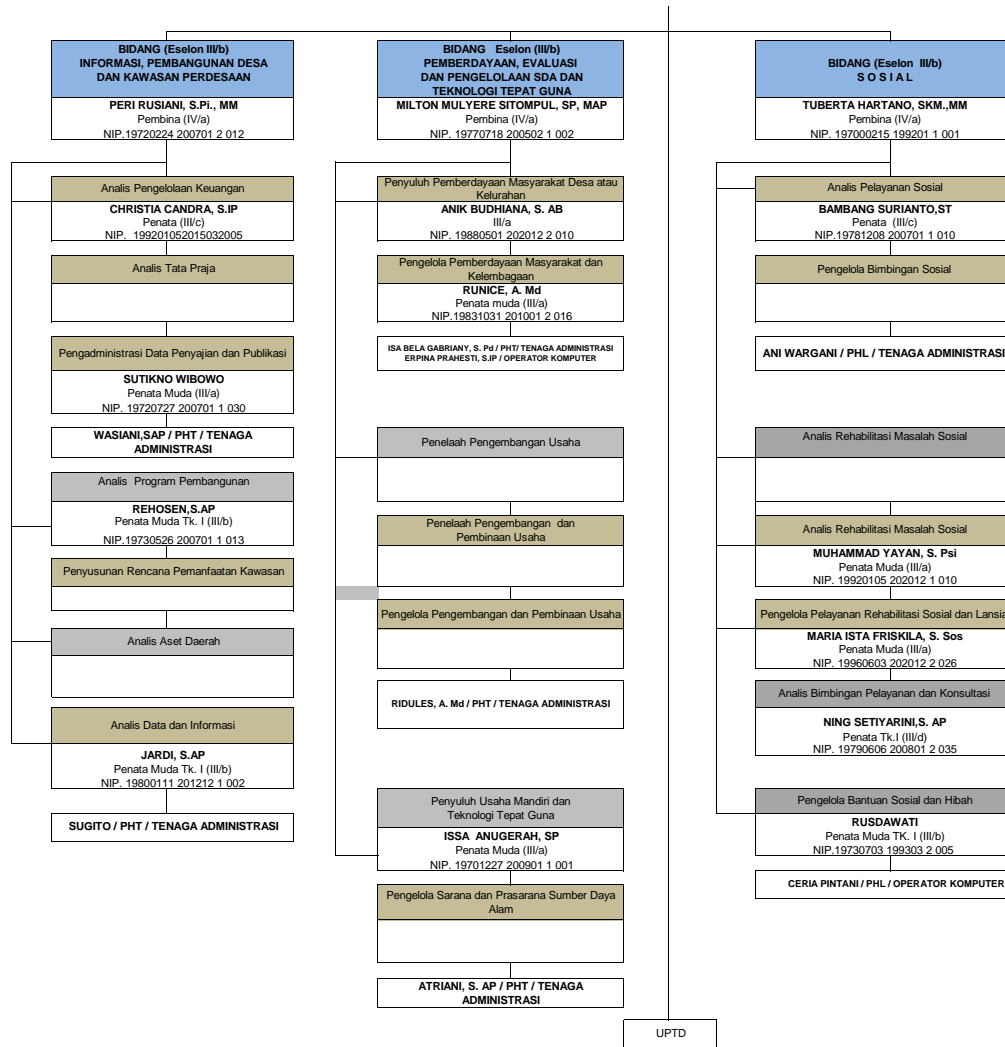 BIDANG (Eselon III/b)
INFORMASI, PEMBANGUNAN DESA
DAN KAWASAN PERDESAAN
PERI RUSIANI, S.Pi., MM
Pembina (IV/a)
NIP.19720224 200701 2 012
Analis Pengelolaan Keuangan
CHRISTIA CANDRA, S.IP
Penata (III/c)
NIP. 199201052015032005
Analis Tata Praja
Pengadministrasi Data Penyajian dan Publikasi
SUTIKNO WIBOWO
Penata Muda (III/a)
NIP. 19720727 200701 1 030
WASIANI,SAP / PHT / TENAGA
ADMINISTRASI
Analis Program Pembangunan
REHOSEN,S.AP
Penata Muda Tk. I (III/b)
NIP.19730526 200701 1 013
Penyusunan Rencana Pemanfaatan Kawasan
Analis Aset Daerah
Analis Data dan Informasi
JARDI, S.AP
Penata Muda Tk. I (III/b)
NIP. 19800111 201212 1 002
SUGITO / PHT / TENAGA ADMINISTRASI
BIDANG Eselon (III/b)
PEMBERDAYAAN, EVALUASI
DAN PENGELOLAAN SDA DAN
TEKNOLOGI TEPAT GUNA
MILTON MULYERE SITOMPUL, SP, MAP
Pembina (IV/a)
NIP. 19770718 200502 1 002
Penyuluh Pemberdayaan Masyarakat Desa atau
Kelurahan
ANIK BUDHIANA, S. AB
III/a
NIP. 19880501 202012 2 010
Pengelola Pemberdayaan Masyarakat dan
Kelembagaan
RUNICE, A. Md
Penata muda (III/a)
NIP.19831031 201001 2 016
ISA BELA GABRIANY, S. Pd / PHT/ TENAGA ADMINISTRASI
ERPINA PRAHESTI, S.IP / OPERATOR KOMPUTER
Penelaah Pengembangan Usaha
Penelaah Pengembangan dan
Pembinaan Usaha
Pengelola Pengembangan dan Pembinaan Usaha
RIDULES, A. Md / PHT / TENAGA ADMINISTRASI
Penyuluh Usaha Mandiri dan
Teknologi Tepat Guna
ISSA ANUGERAH, SP
Penata Muda (III/a)
NIP. 19701227 200901 1 001
Pengelola Sarana dan Prasarana Sumber Daya
Alam
ATRIANI, S. AP / PHT / TENAGA
ADMINISTRASI
BIDANG (Eselon III/b)
S O S I A L
TUBERTA HARTANO, SKM.,MM
Pembina (IV/a)
NIP. 197000215 199201 1 001
Analis Pelayanan Sosial
BAMBANG SURIANTO,ST
Penata (III/c)
NIP.19781208 200701 1 010
Pengelola Bimbingan Sosial
ANI WARGANI / PHL / TENAGA ADMINISTRASI
Analis Rehabilitasi Masalah Sosial
Analis Rehabilitasi Masalah Sosial
MUHAMMAD YAYAN, S. Psi
Penata Muda (III/a)
NIP. 19920105 202012 1 010
Pengelola Pelayanan Rehabilitasi Sosial dan Lansia
MARIA ISTA FRISKILA, S. Sos
Penata Muda (III/a)
NIP. 19960603 202012 2 026
Analis Bimbingan Pelayanan dan Konsultasi
NING SETIYARINI,S. AP
Penata Tk.I (III/d)
NIP. 19790606 200801 2 035
Pengelola Bantuan Sosial dan Hibah
RUSDAWATI
Penata Muda TK. I (III/b)
NIP.19730703 199303 2 005
CERIA PINTANI / PHL / OPERATOR KOMPUTER
UPTD